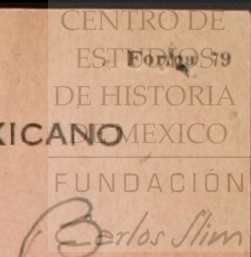 CENTRO DE
ESTUDIOS
Forma 79
DE HISTORIA
XICANO
DE MEXICO
FUNDACIÓN
Carlos Slim